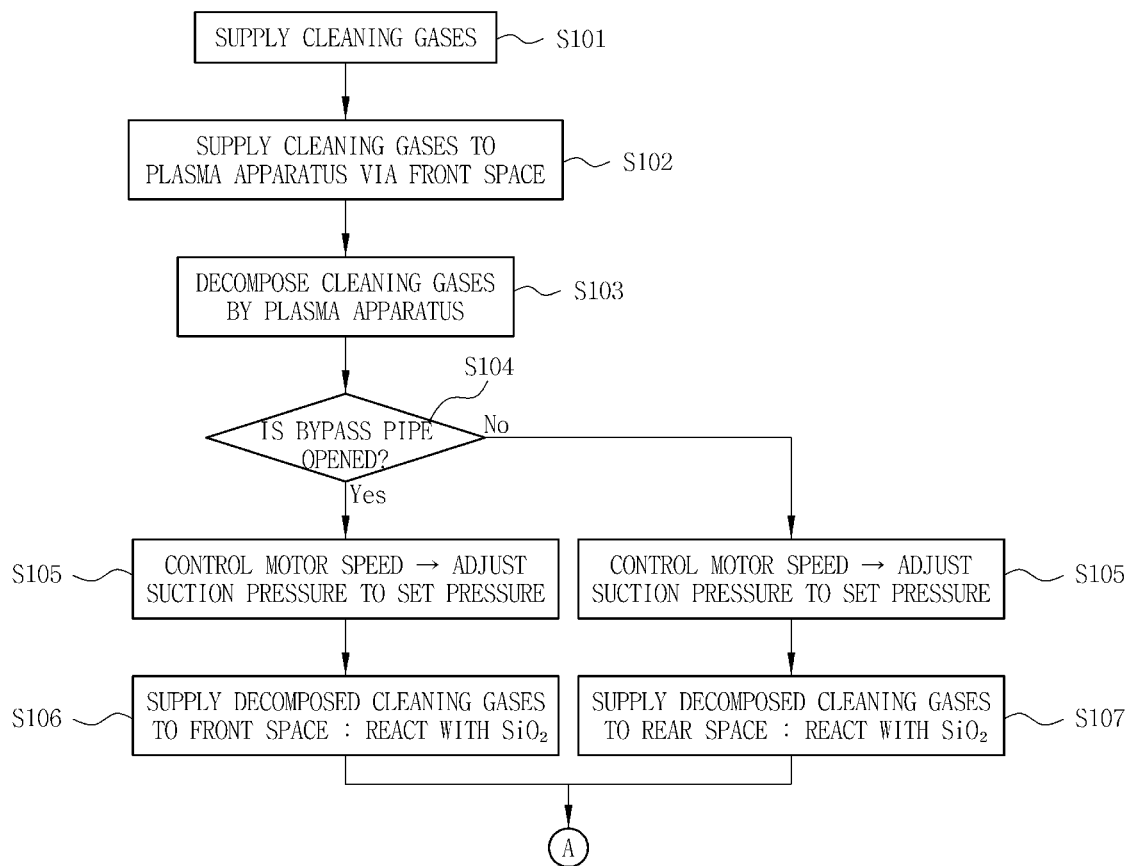 SUPPLY CLEANING GASES
S101
SUPPLY CLEANING GASES TO
PLASMA APPARATUS VIA FRONT SPACE
S102
DECOMPOSE CLEANING GASES
BY PLASMA APPARATUS
S103
S104
IS BYPASS PIPE
OPENED?
No
Yes
S105
CONTROL MOTOR SPEED → ADJUST
SUCTION PRESSURE TO SET PRESSURE
CONTROL MOTOR SPEED → ADJUST
SUCTION PRESSURE TO SET PRESSURE
S105
S106
SUPPLY DECOMPOSED CLEANING GASES
TO FRONT SPACE : REACT WITH SiO₂
SUPPLY DECOMPOSED CLEANING GASES
TO REAR SPACE : REACT WITH SiO₂
S107
A